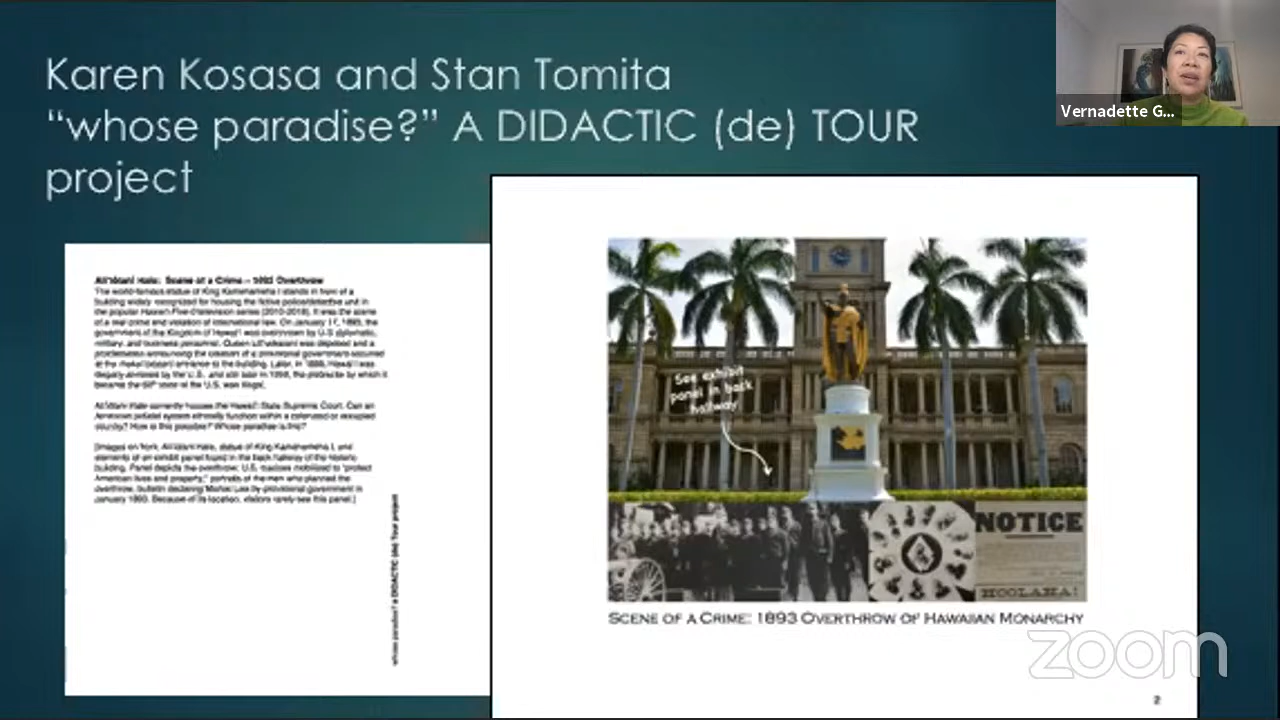 Karen Kosasa and Stan Tomita
“whose paradise?” A DIDACTIC (de) TOUR
project
Vernadette G...
Ali'iōlani Hale: Scene of a Crime – 1893 Overthrow
The world-famous statue of King Kamehameha I stands in front of a
building widely recognized for housing the fictive police/detective unit in
the popular Hawaii Five-0 television series (2010-2018). It was the scene
of a real crime and violation of international law. On January 17, 1893, the
government of the Kingdom of Hawai'i was overthrown by U.S diplomatic,
military, and business personnel. Queen Lili'uokalani was deposed and a
proclamation announcing the creation of a provisional government occurred
at the makai (ocean) entrance to the building. Later, in 1898, Hawai'i was
illegally annexed by the U.S. and still later in 1959, the plebiscite by which it
became the 50th state of the U.S. was illegal.
Ali'iōlani Hale currently houses the Hawai'i State Supreme Court. Can an
American judicial system ethically function within a colonized or occupied
country? How is this paradise? Whose paradise is this?
[Images on front: Ali'iōlani Hale, statue of King Kamehameha I, and
elements of an exhibit panel found in the back hallway of the historic
building. Panel depicts the overthrow: U.S. marines mobilized to "protect
American lives and property," portraits of the men who planned the
overthrow, bulletin declaring Martial Law by provisional government in
January 1893. Because of its location, visitors rarely see this panel.]
whose paradise? a DIDACTIC (de) Tour project
See exhibit
panel in back
hallway
NOTICE
HOOLAHA!
SCENE OF A CRIME: 1893 OVERTHROW OF HAWAIIAN MONARCHY
zoom
2